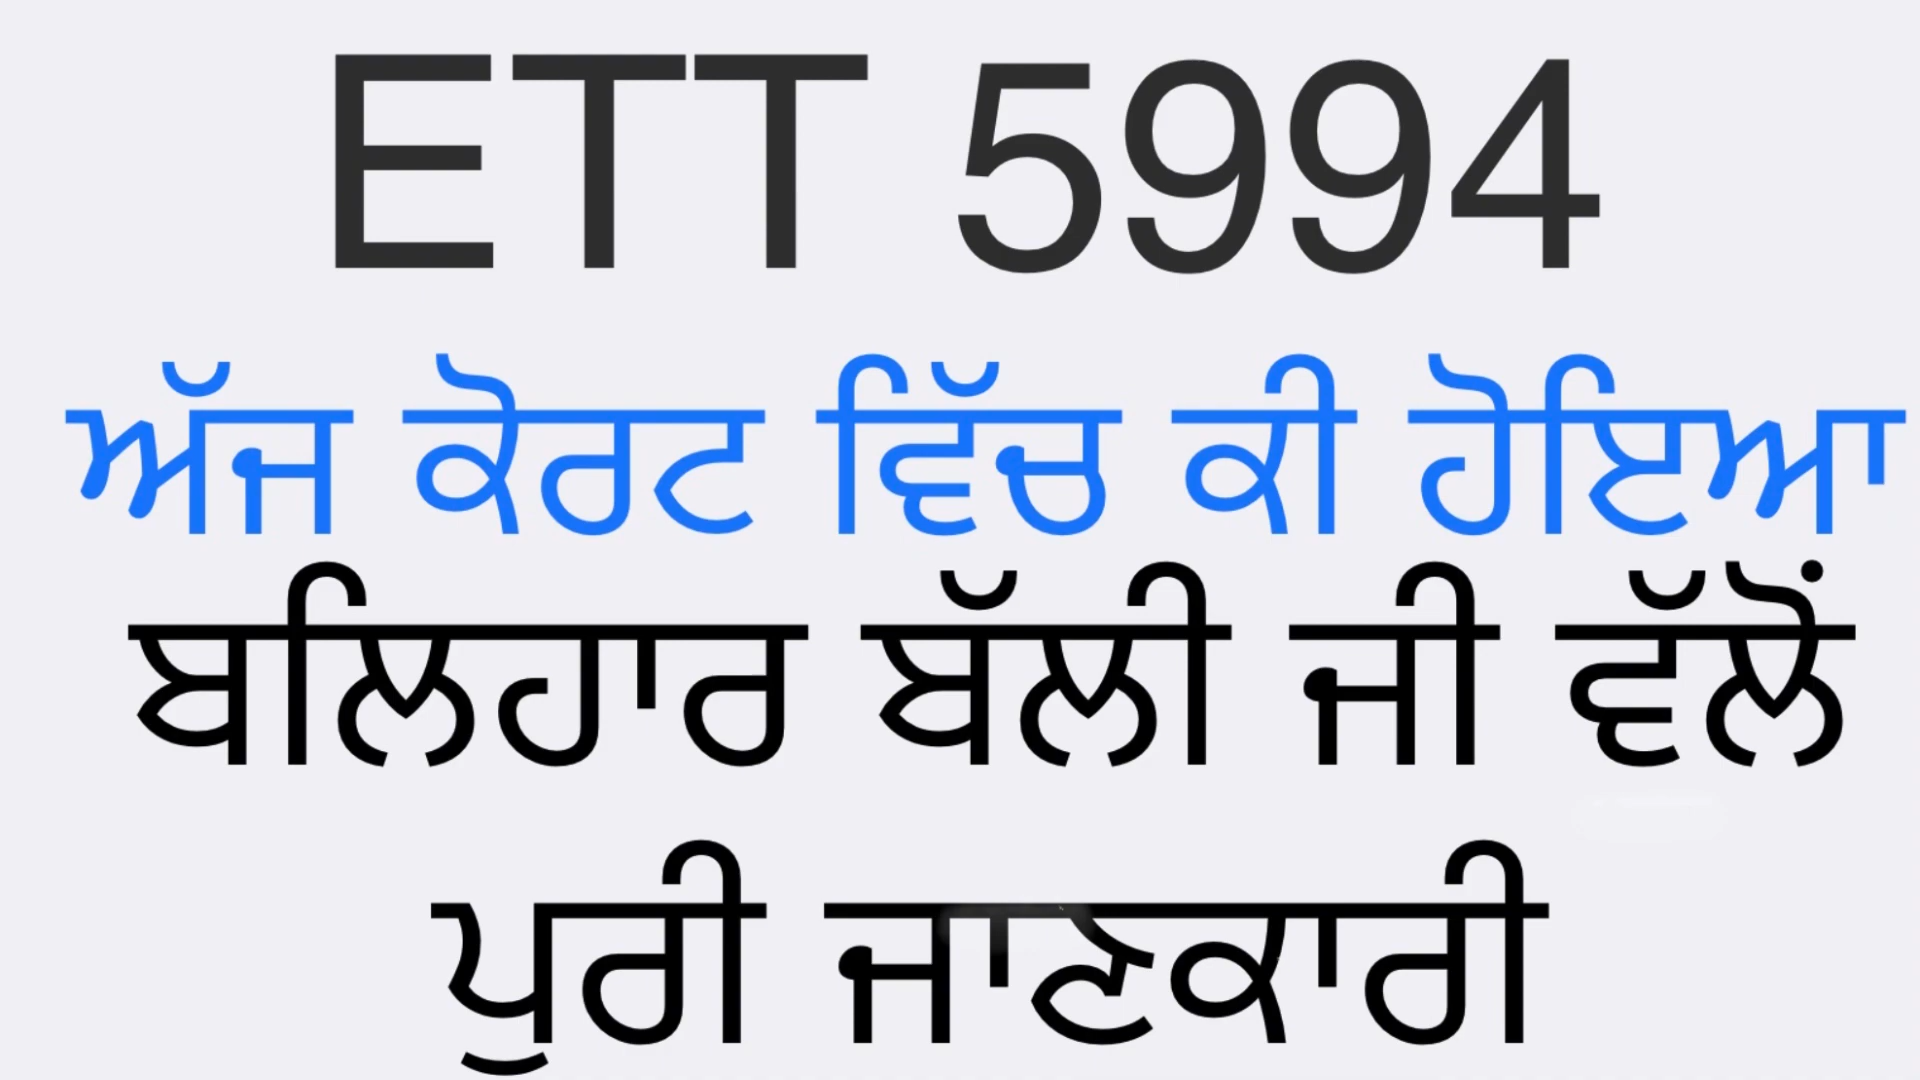 ETT 5994
ਅੱਜ ਕੋਰਟ ਵਿੱਚ ਕੀ ਹੋਇਆ
ਬਲਿਹਾਰ ਬੱਲੀ ਜੀ ਵੱਲੋਂ
ਪੁਰੀ ਜਾਣਕਾਰੀ